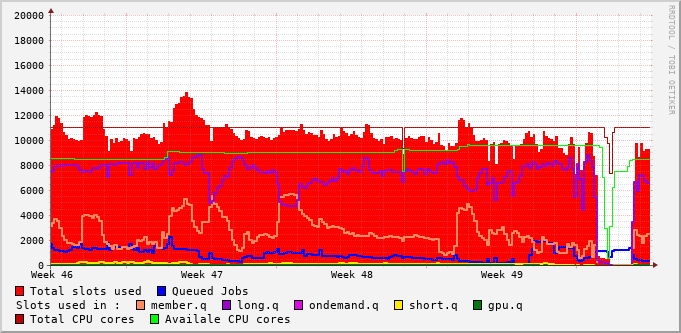 20000
18000
16000
14000
12000
10000
8000
6000
4000
2000
0
Week 46 Week 47 Week 48 Week 49
RRDTOOL / TOBI OETIKER
Total slots used Queued Jobs
Slots used in : member.q long.q ondemand.q short.q gpu.q
Total CPU cores Availale CPU cores